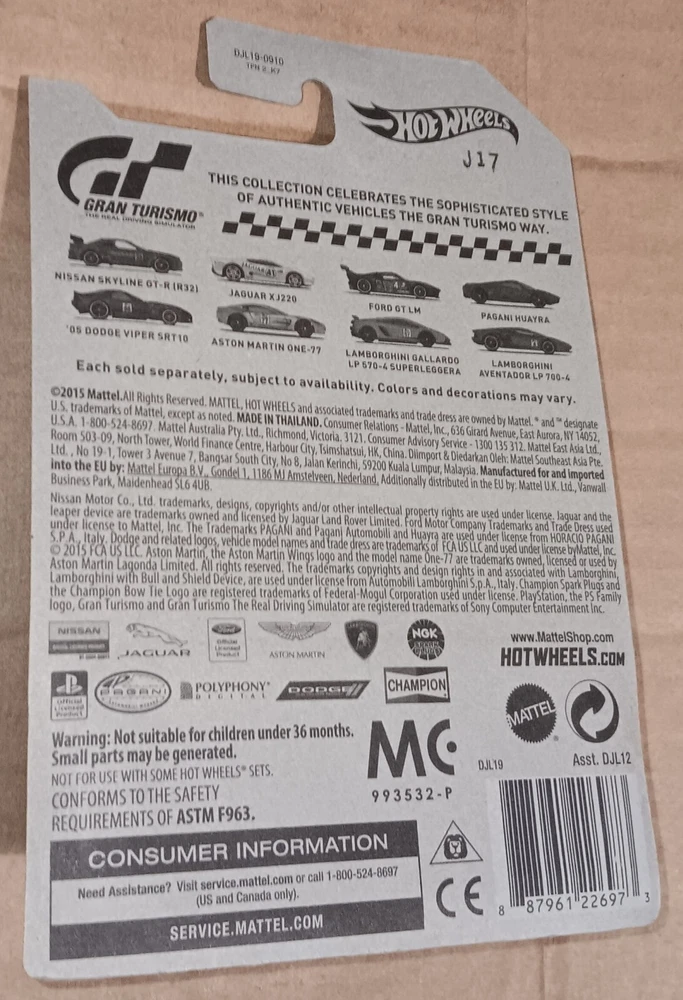 DJL19-0910
HOT WHEELS
J17
GRAN TURISMO®
THE REAL DRIVING SIMULATOR
THIS COLLECTION CELEBRATES THE SOPHISTICATED STYLE
OF AUTHENTIC VEHICLES THE GRAN TURISMO WAY.
NISSAN SKYLINE GT-R (R32)
JAGUAR XJ220
FORD GT LM
PAGANI HUAYRA
'05 DODGE VIPER SRT10
ASTON MARTIN ONE-77
LAMBORGHINI GALLARDO
LP 570-4 SUPERLEGGERA
LAMBORGHINI
AVENTADOR LP 700-4
Each sold separately, subject to availability. Colors and decorations may vary.
©2015 Mattel. All Rights Reserved. MATTEL, HOT WHEELS and associated trademarks and trade dress are owned by Mattel. ® and ™ designate
U.S. trademarks of Mattel, except as noted. MADE IN THAILAND. Consumer Relations - Mattel, Inc., 636 Girard Avenue, East Aurora, NY 14052,
U.S.A. 1-800-524-8697. Mattel Australia Pty. Ltd., Richmond, Victoria. 3121. Consumer Advisory Service - 1300 135 312. Mattel East Asia Ltd.,
Room 503-09, North Tower, World Finance Centre, Harbour City, Tsimshatsui, HK, China. Diimport & Diedarkan Oleh: Mattel Southeast Asia Pte.
Ltd., No 19-1, Tower 3 Avenue 7, Bangsar South City, No 8, Jalan Kerinchi, 59200 Kuala Lumpur, Malaysia. Manufactured for and imported
into the EU by: Mattel Europa B.V., Gondel 1, 1186 MJ Amstelveen, Nederland, Additionally distributed in the EU by: Mattel U.K. Ltd., Vanwall
Business Park, Maidenhead SL6 4UB.
Nissan Motor Co., Ltd. trademarks, designs, copyrights and/or other intellectual property rights are used under license. Jaguar and the
leaper device are trademarks owned and licensed by Jaguar Land Rover Limited. Ford Motor Company Trademarks and Trade Dress used
under license to Mattel, Inc. The Trademarks PAGANI and Pagani Automobili and Huayra are used under license from HORACIO PAGANI
S.P.A., Italy. Dodge and related logos, vehicle model names and trade dress are trademarks of FCA US LLC and used under license by Mattel, Inc.
© 2015 FCA US LLC. Aston Martin, the Aston Martin Wings logo and the model name One-77 are trademarks owned, licensed or used by
Aston Martin Lagonda Limited. All rights reserved. The trademarks copyrights and design rights in and associated with Lamborghini,
Lamborghini with Bull and Shield Device, are used under license from Automobili Lamborghini S.p.A., Italy. Champion Spark Plugs and
the Champion Bow Tie Logo are registered trademarks of Federal-Mogul Corporation used under license. PlayStation, the PS Family
logo, Gran Turismo and Gran Turismo The Real Driving Simulator are registered trademarks of Sony Computer Entertainment Inc.
NISSAN
JAGUAR
Ford
Official
Licensed
Product
ASTON MARTIN
NGK
www.MattelShop.com
HOTWHEELS.COM
Official
Licensed
Product
PAGANI
POLYPHONY®
DIGITAL
DODGE
CHAMPION
MATTEL
Warning: Not suitable for children under 36 months.
Small parts may be generated.
NOT FOR USE WITH SOME HOT WHEELS® SETS.
CONFORMS TO THE SAFETY
REQUIREMENTS OF ASTM F963.
MC
993532-P
DJL19
Asst. DJL12
CONSUMER INFORMATION
Need Assistance? Visit service.mattel.com or call 1-800-524-8697
(US and Canada only).
SERVICE.MATTEL.COM
CE
8 87961 22697 3